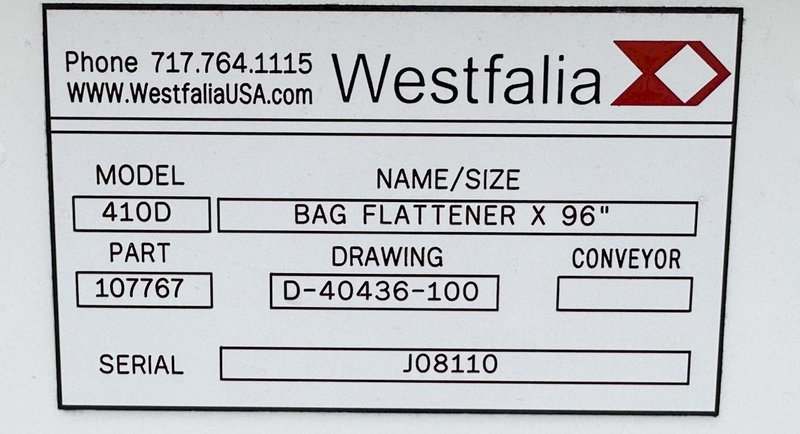 Phone 717.764.1115
WWW.WestfaliaUSA.com
Westfalia
MODEL NAME/SIZE
410D BAG FLATTENER X 96"
PART DRAWING CONVEYOR
107767 D-40436-100
SERIAL J08110